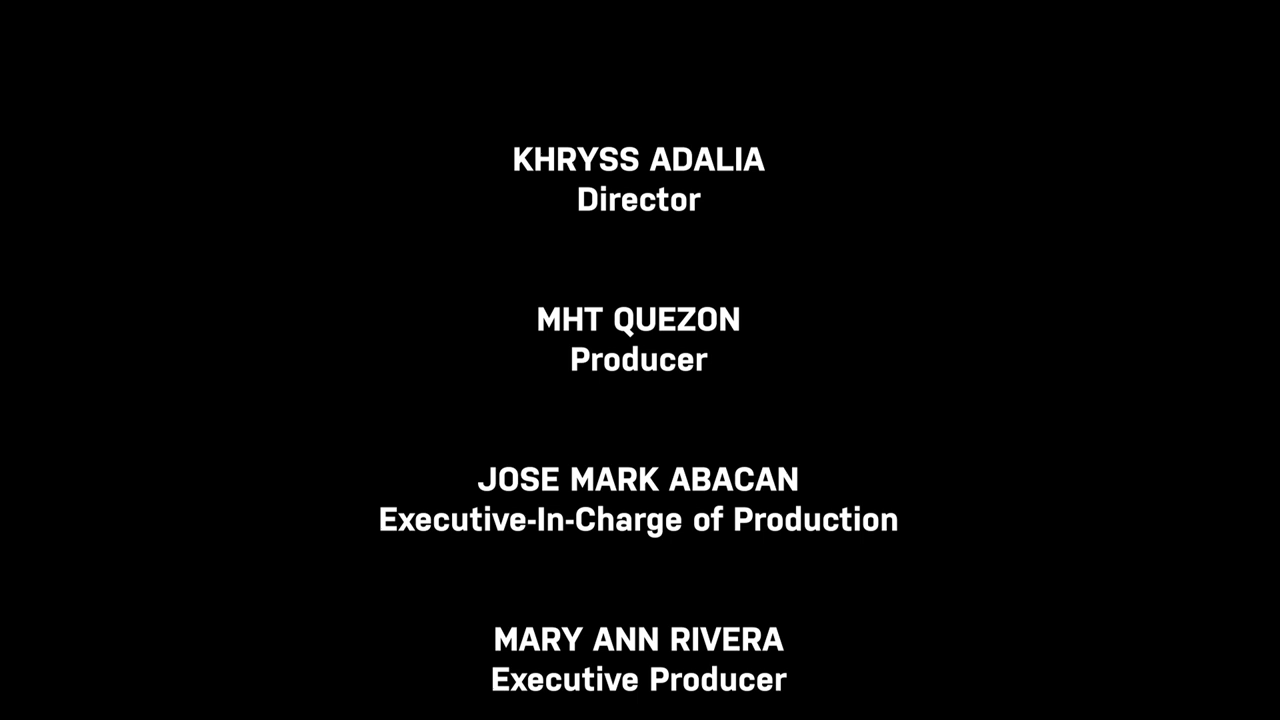 KHRYSS ADALIA
Director
MHT QUEZON
Producer
JOSE MARK ABACAN
Executive-In-Charge of Production
MARY ANN RIVERA
Executive Producer